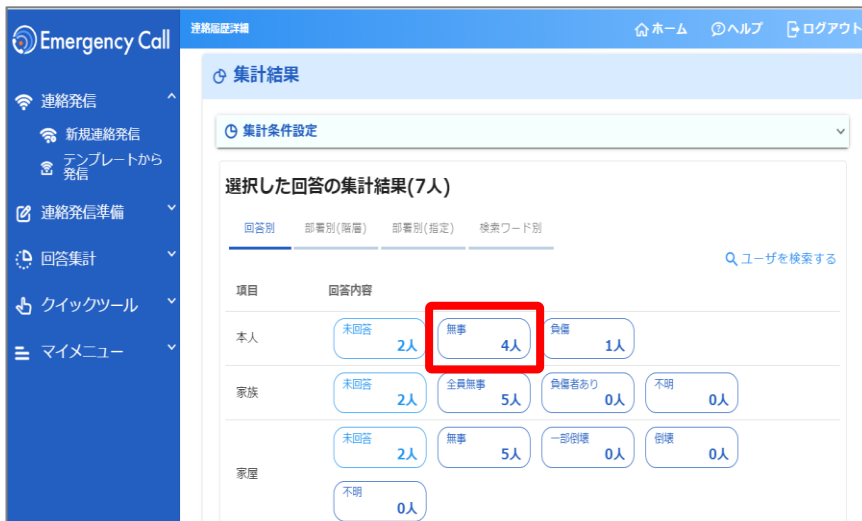 Emergency Call
連絡履歴詳細
ホーム
ヘルプ
ログアウト
連絡発信
新規連絡発信
テンプレートから
発信
連絡発信準備
回答集計
クイックツール
マイメニュー
集計結果
集計条件設定
選択した回答の集計結果(7人)
回答別 部署別(階層) 部署別(指定) 検索ワード別
ユーザを検索する
項目 回答内容
本人
未回答 2人
無事 4人
負傷 1人
家族
未回答 2人
全員無事 5人
負傷者あり 0人
不明 0人
家屋
未回答 2人
無事 5人
一部倒壊 0人
倒壊 0人
不明 0人